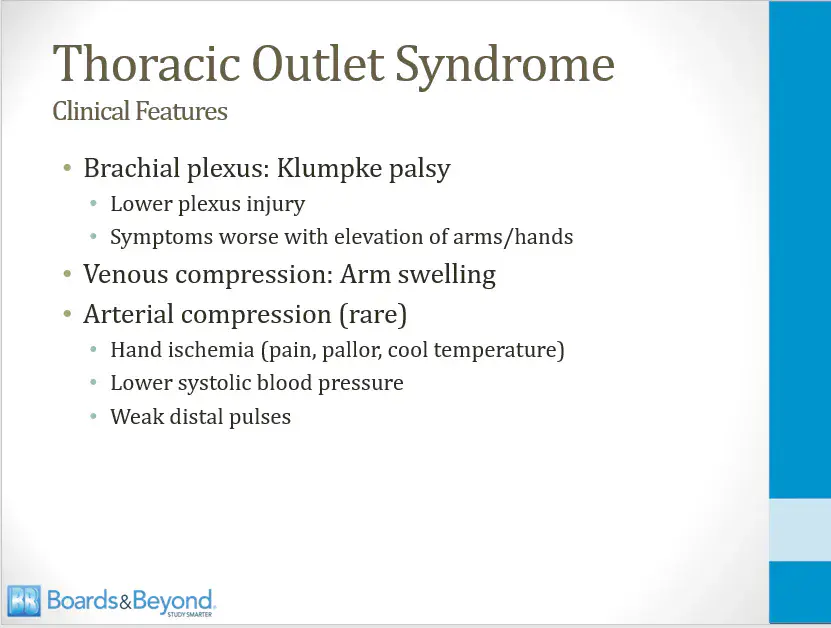 Thoracic Outlet Syndrome
Clinical Features
• Brachial plexus: Klumpke palsy
• Lower plexus injury
• Symptoms worse with elevation of arms/hands
• Venous compression: Arm swelling
• Arterial compression (rare)
• Hand ischemia (pain, pallor, cool temperature)
• Lower systolic blood pressure
• Weak distal pulses
BB Boards&Beyond.
STUDY SMARTER